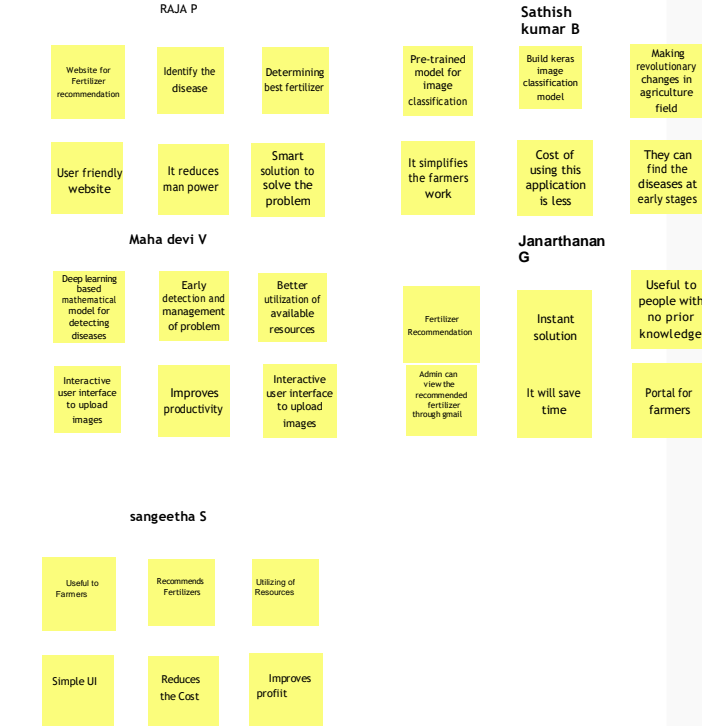 RAJA P
Website for
Fertilizer
recommendation
Identify the
disease
Determining
best fertilizer
User friendly
website
It reduces
man power
Smart
solution to
solve the
problem
Sathish
kumar B
Pre-trained
model for
image
classification
Build keras
image
classification
model
Making
revolutionary
changes in
agriculture
field
It simplifies
the farmers
work
Cost of
using this
application
is less
They can
find the
diseases at
early stages
Maha devi V
Deep learning
based
mathematical
model for
detecting
diseases
Early
detection and
management
of problem
Better
utilization of
available
resources
Interactive
user interface
to upload
images
Improves
productivity
Interactive
user interface
to upload
images
Janarthanan
G
Fertilizer
Recommendation
Instant
solution
Useful to
people with
no prior
knowledge
Admin can
view the
recommended
fertilizer
through gmail
It will save
time
Portal for
farmers
sangeetha S
Useful to
Farmers
Recommends
Fertilizers
Utilizing of
Resources
Simple UI
Reduces
the Cost
Improves
profiit